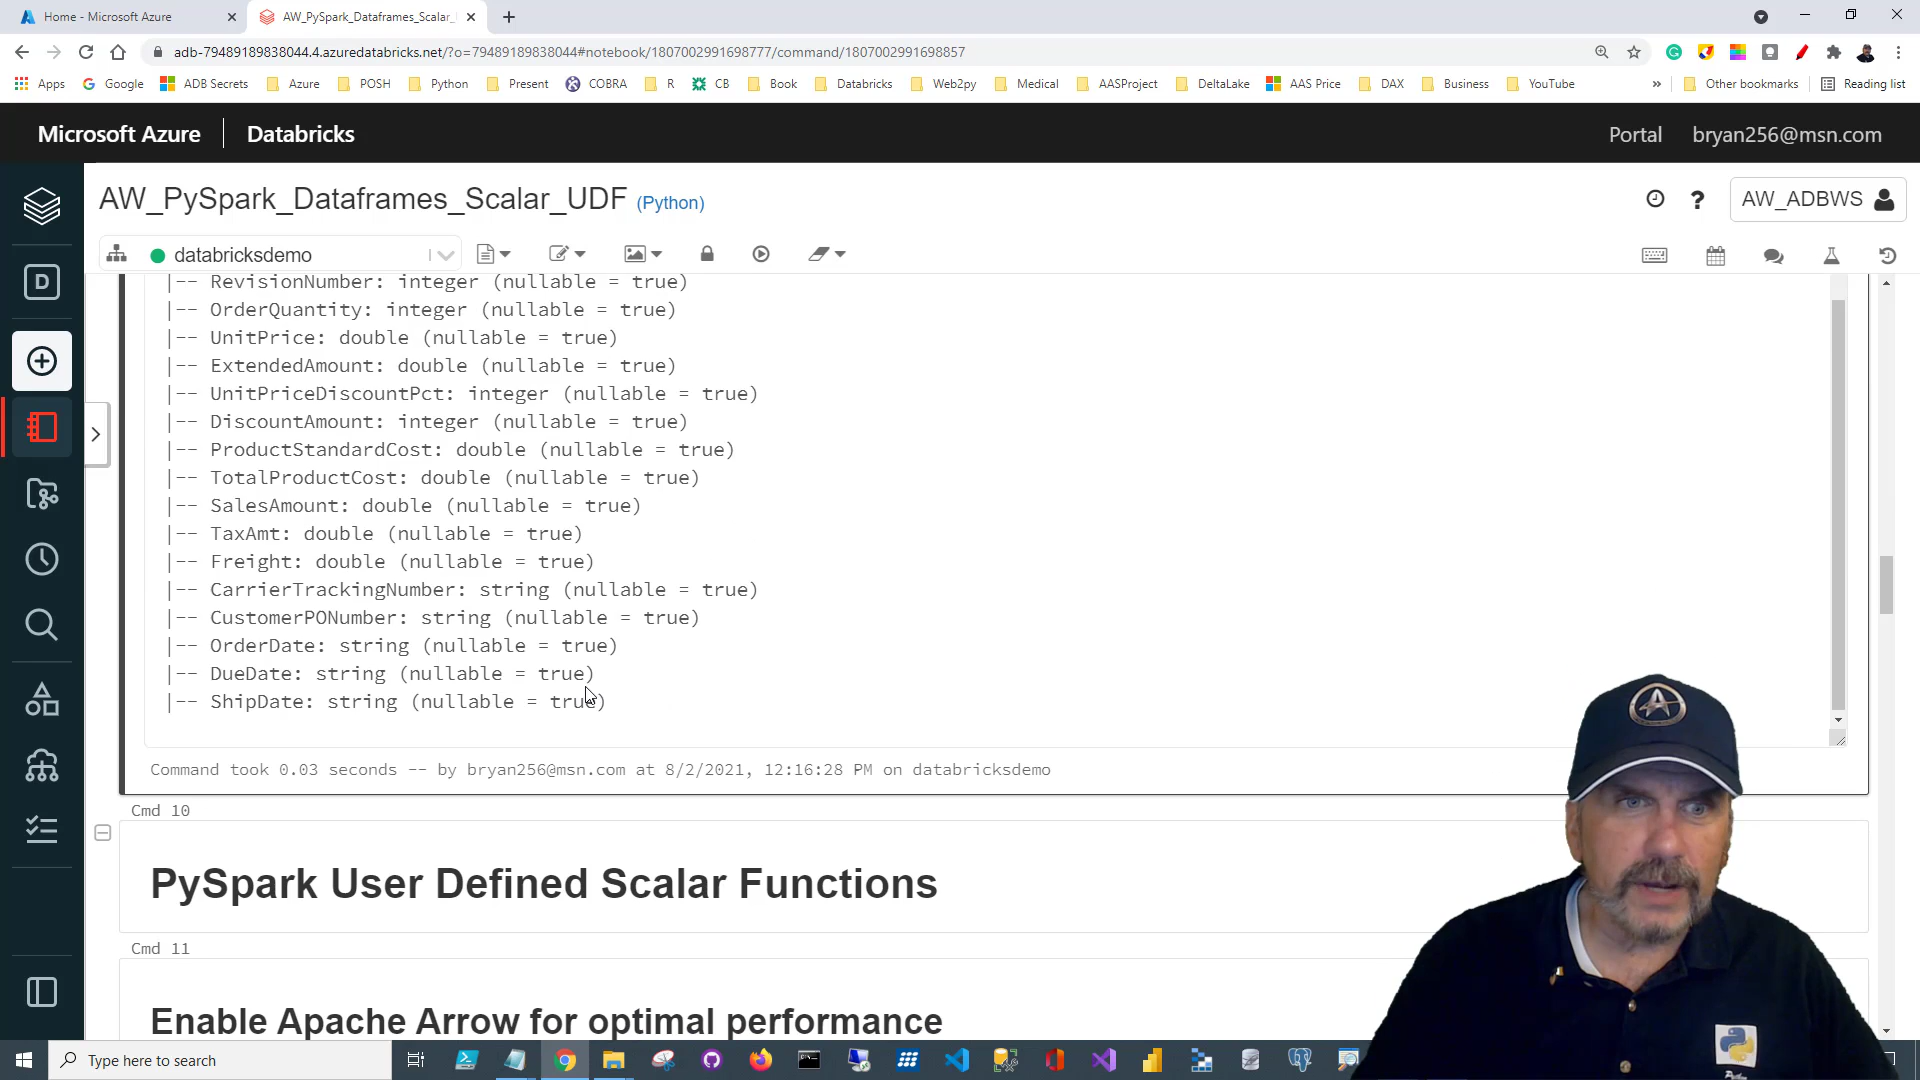 Home - Microsoft Azure
AW_PySpark_Dataframes_Scalar_
adb-79489189838044.4.azuredatabricks.net/?o=79489189838044#notebook/1807002991698777/command/1807002991698857
Apps Google ADB Secrets Azure POSH Python Present COBRA R CB Book Databricks Web2py Medical AASProject DeltaLake AAS Price DAX Business YouTube » Other bookmarks Reading list
Microsoft Azure Databricks Portal bryan256@msn.com
AW_PySpark_Dataframes_Scalar_UDF (Python) ? AW_ADBWS
D databricksdemo
|-- RevisionNumber: integer (nullable = true)
|-- OrderQuantity: integer (nullable = true)
|-- UnitPrice: double (nullable = true)
|-- ExtendedAmount: double (nullable = true)
|-- UnitPriceDiscountPct: integer (nullable = true)
|-- DiscountAmount: integer (nullable = true)
|-- ProductStandardCost: double (nullable = true)
|-- TotalProductCost: double (nullable = true)
|-- SalesAmount: double (nullable = true)
|-- TaxAmt: double (nullable = true)
|-- Freight: double (nullable = true)
|-- CarrierTrackingNumber: string (nullable = true)
|-- CustomerPONumber: string (nullable = true)
|-- OrderDate: string (nullable = true)
|-- DueDate: string (nullable = true)
|-- ShipDate: string (nullable = true)
Command took 0.03 seconds -- by bryan256@msn.com at 8/2/2021, 12:16:28 PM on databricksdemo
Cmd 10
PySpark User Defined Scalar Functions
Cmd 11
Enable Apache Arrow for optimal performance
Type here to search